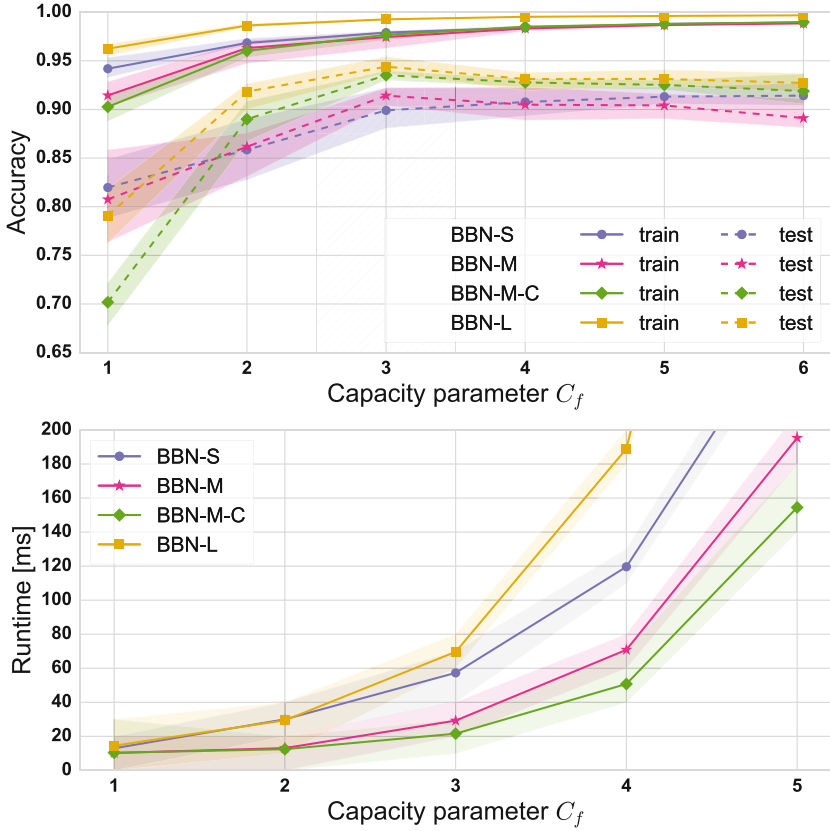 1.00
0.95
0.90
0.85
0.80
0.75
0.70
0.65
Accuracy
BBN-S train test
BBN-M train test
BBN-M-C train test
BBN-L train test
1 2 3 4 5 6
Capacity parameter C_f
200
180
160
140
120
100
80
60
40
20
0
Runtime [ms]
BBN-S
BBN-M
BBN-M-C
BBN-L
1 2 3 4 5
Capacity parameter C_f